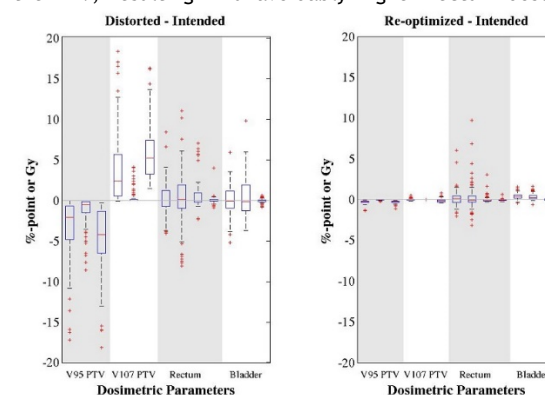 Distorted - Intended
Re-optimized - Intended
%-point or Gy
20
15
10
5
0
-5
-10
-15
-20
V95 PTV V107 PTV Rectum Bladder
Dosimetric Parameters
%-point or Gy
20
15
10
5
0
-5
-10
-15
-20
V95 PTV V107 PTV Rectum Bladder
Dosimetric Parameters